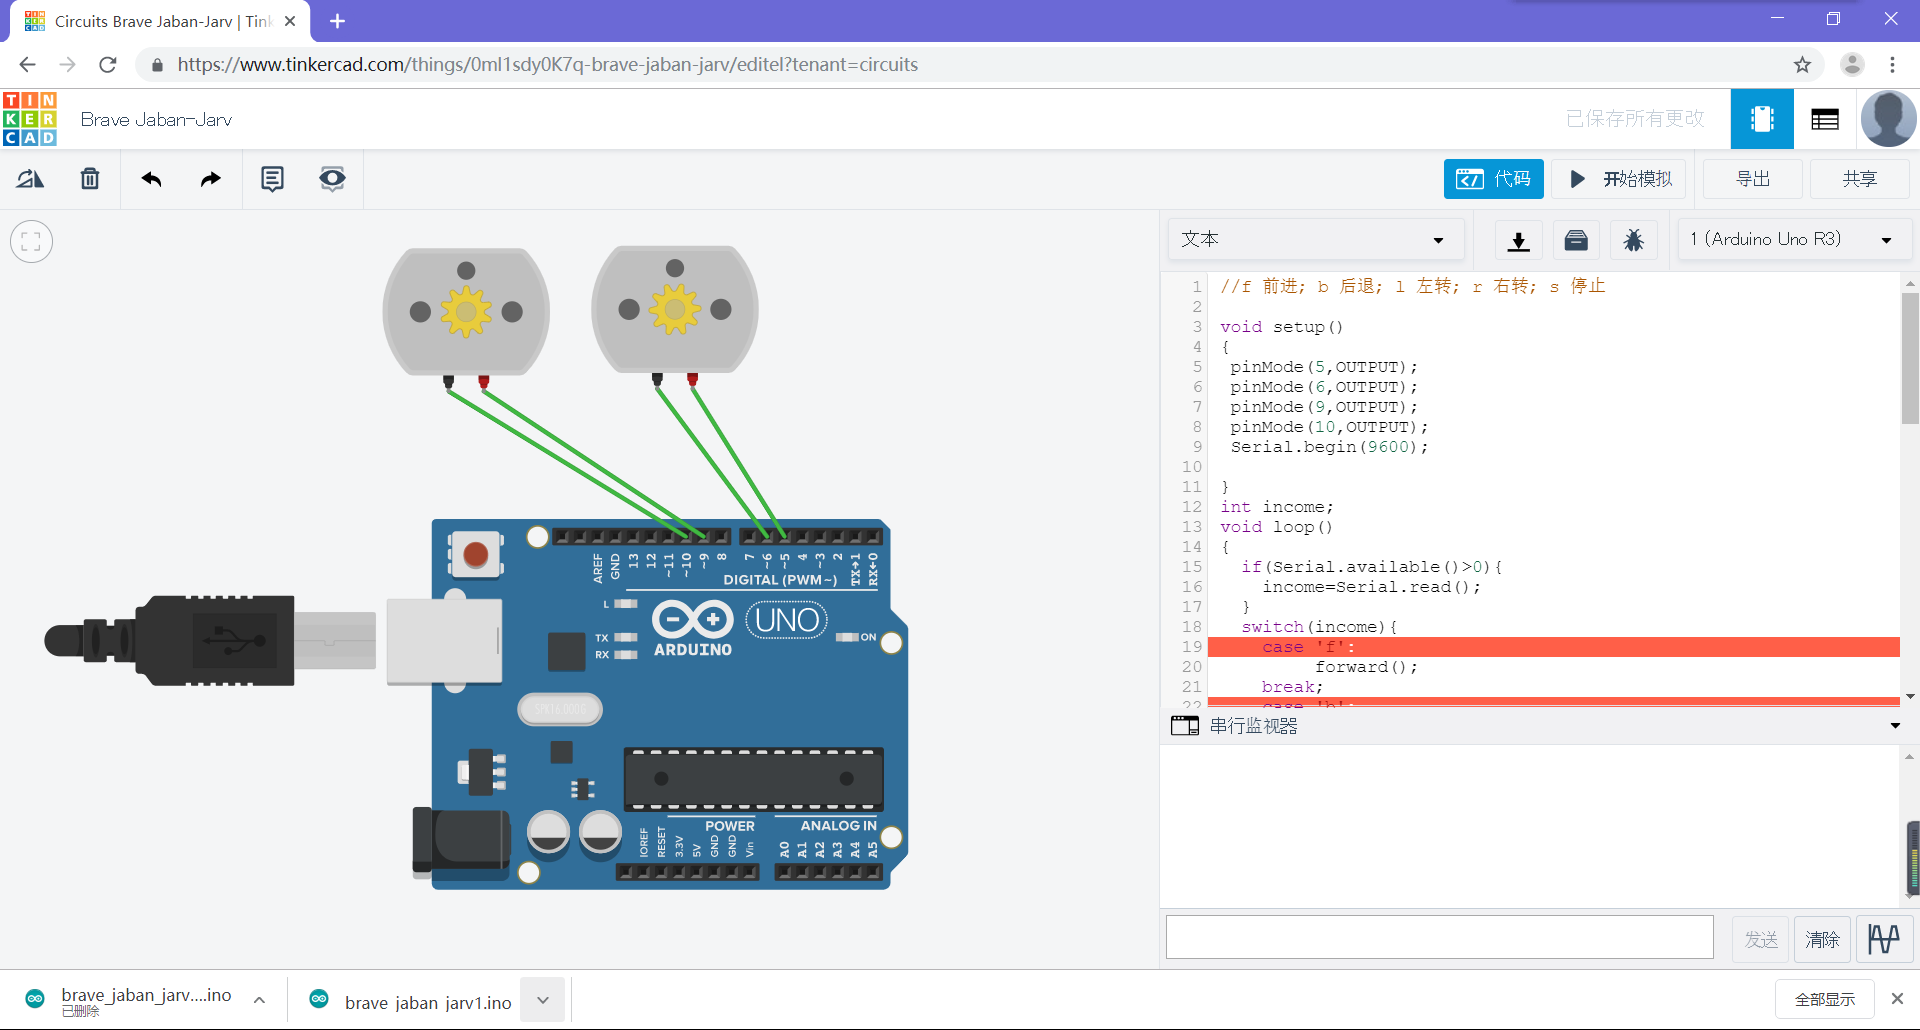 Circuits Brave Jaban-Jarv | Tin
https://www.tinkercad.com/things/0ml1sdy0K7q-brave-jaban-jarv/editel?tenant=circuits
TIN
KER
CAD
Brave Jaban-Jarv
已保存所有更改
代码
开始模拟
导出
共享
文本
1 (Arduino Uno R3)
1 //f 前进; b 后退; l 左转; r 右转; s 停止
2
3 void setup()
4 {
5 pinMode(5,OUTPUT);
6 pinMode(6,OUTPUT);
7 pinMode(9,OUTPUT);
8 pinMode(10,OUTPUT);
9 Serial.begin(9600);
10
11 }
12 int income;
13 void loop()
14 {
15 if(Serial.available()>0){
16 income=Serial.read();
17 }
18 switch(income){
19 case 'f':
20 forward();
21 break;
22 case 'b':
串行监视器
发送
清除
AREF
GND
13
12
~11
~10
~9
8
7
~6
~5
4
~3
2
TX→1
RX←0
DIGITAL (PWM~)
L
TX
RX
UNO
ARDUINO
ON
SPK16.000G
POWER
ANALOG IN
IOREF
RESET
3.3V
5V
GND
GND
Vin
A0
A1
A2
A3
A4
A5
brave_jaban_jarv....ino
已删除
brave_jaban_jarv1.ino
全部显示